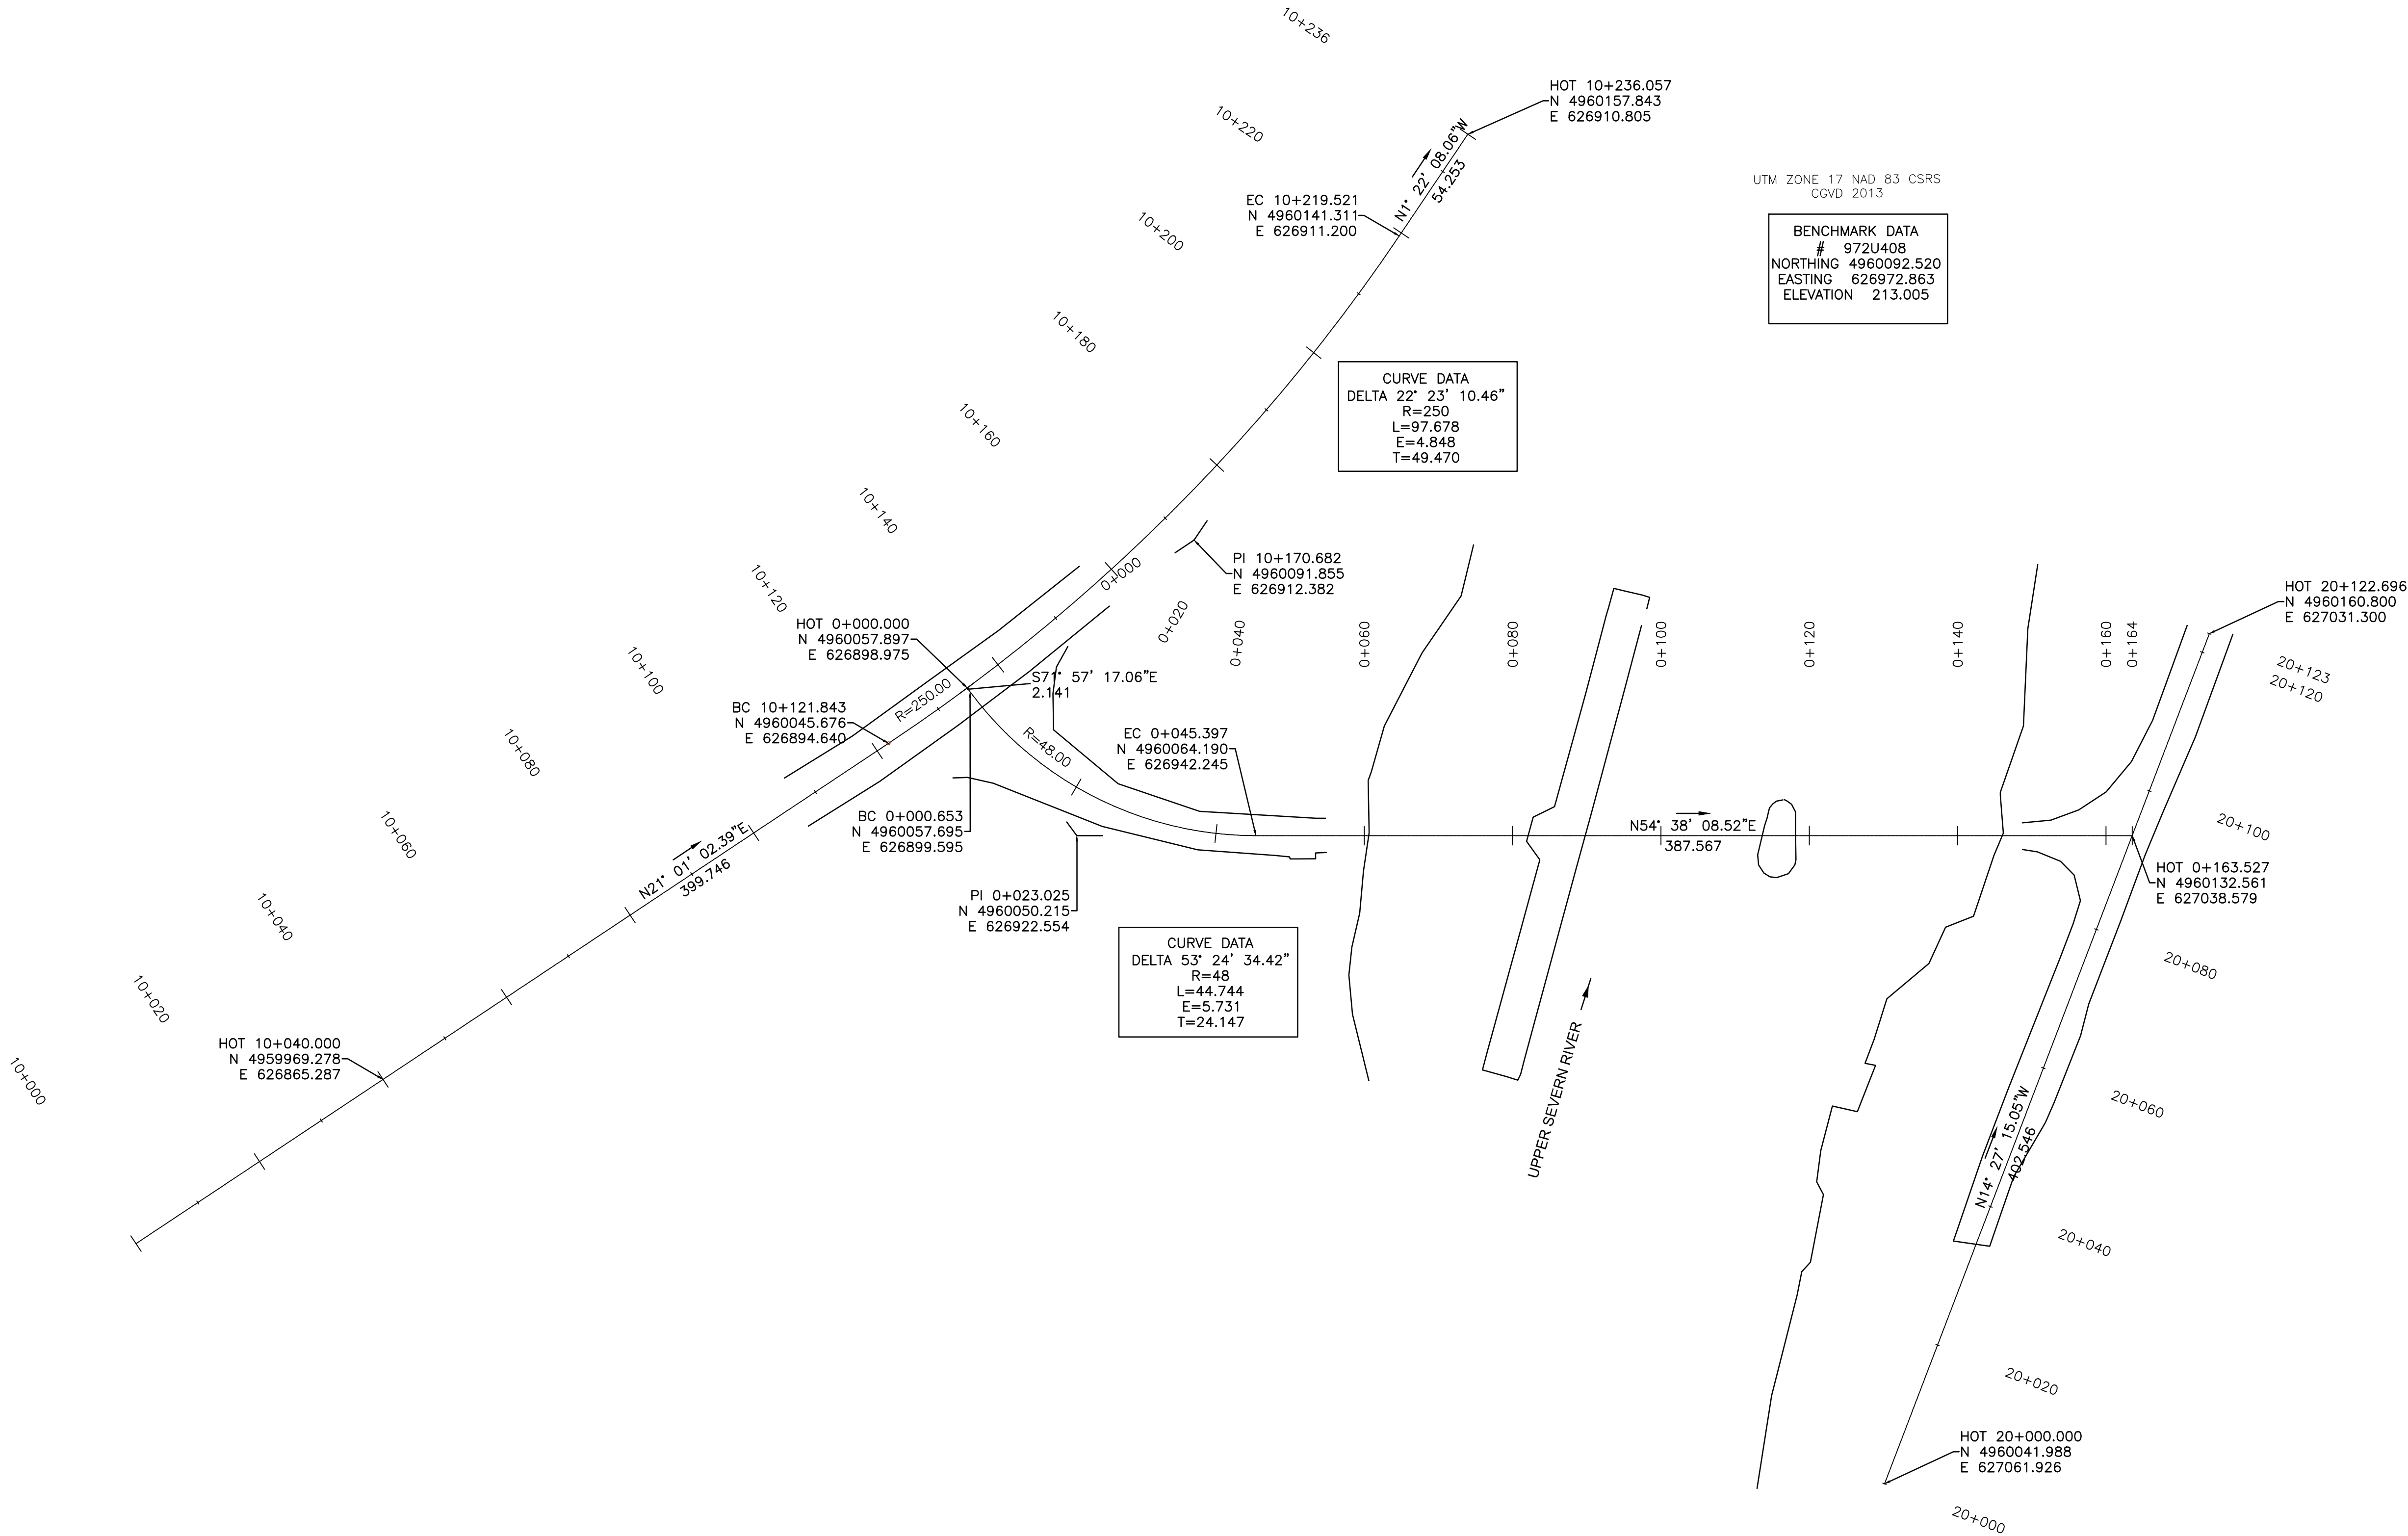 10+236
10+220
10+200
10+180
10+160
10+140
10+120
10+100
10+080
10+060
10+040
10+020
10+000
HOT 10+236.057
N 4960157.843
E 626910.805
N1° 22' 08.06"W
54.253
EC 10+219.521
N 4960141.311
E 626911.200
UTM ZONE 17 NAD 83 CSRS
CGVD 2013
BENCHMARK DATA
# 972U408
NORTHING 4960092.520
EASTING 626972.863
ELEVATION 213.005
CURVE DATA
DELTA 22° 23' 10.46"
R=250
L=97.678
E=4.848
T=49.470
PI 10+170.682
N 4960091.855
E 626912.382
HOT 0+000.000
N 4960057.897
E 626898.975
S71° 57' 17.06"E
2.141
R=250.00
BC 10+121.843
N 4960045.676
E 626894.640
R=48.00
EC 0+045.397
N 4960064.190
E 626942.245
BC 0+000.653
N 4960057.695
E 626899.595
PI 0+023.025
N 4960050.215
E 626922.554
N21° 01' 02.39"E
399.746
HOT 10+040.000
N 4959969.278
E 626865.287
CURVE DATA
DELTA 53° 24' 34.42"
R=48
L=44.744
E=5.731
T=24.147
0+000
0+020
0+040
0+060
0+080
0+100
0+120
0+140
0+160
0+164
N54° 38' 08.52"E
387.567
UPPER SEVERN RIVER
HOT 20+122.696
N 4960160.800
E 627031.300
20+123
20+120
20+100
HOT 0+163.527
N 4960132.561
E 627038.579
20+080
20+060
N14° 27' 15.05"W
402.546
20+040
20+020
HOT 20+000.000
N 4960041.988
E 627061.926
20+000